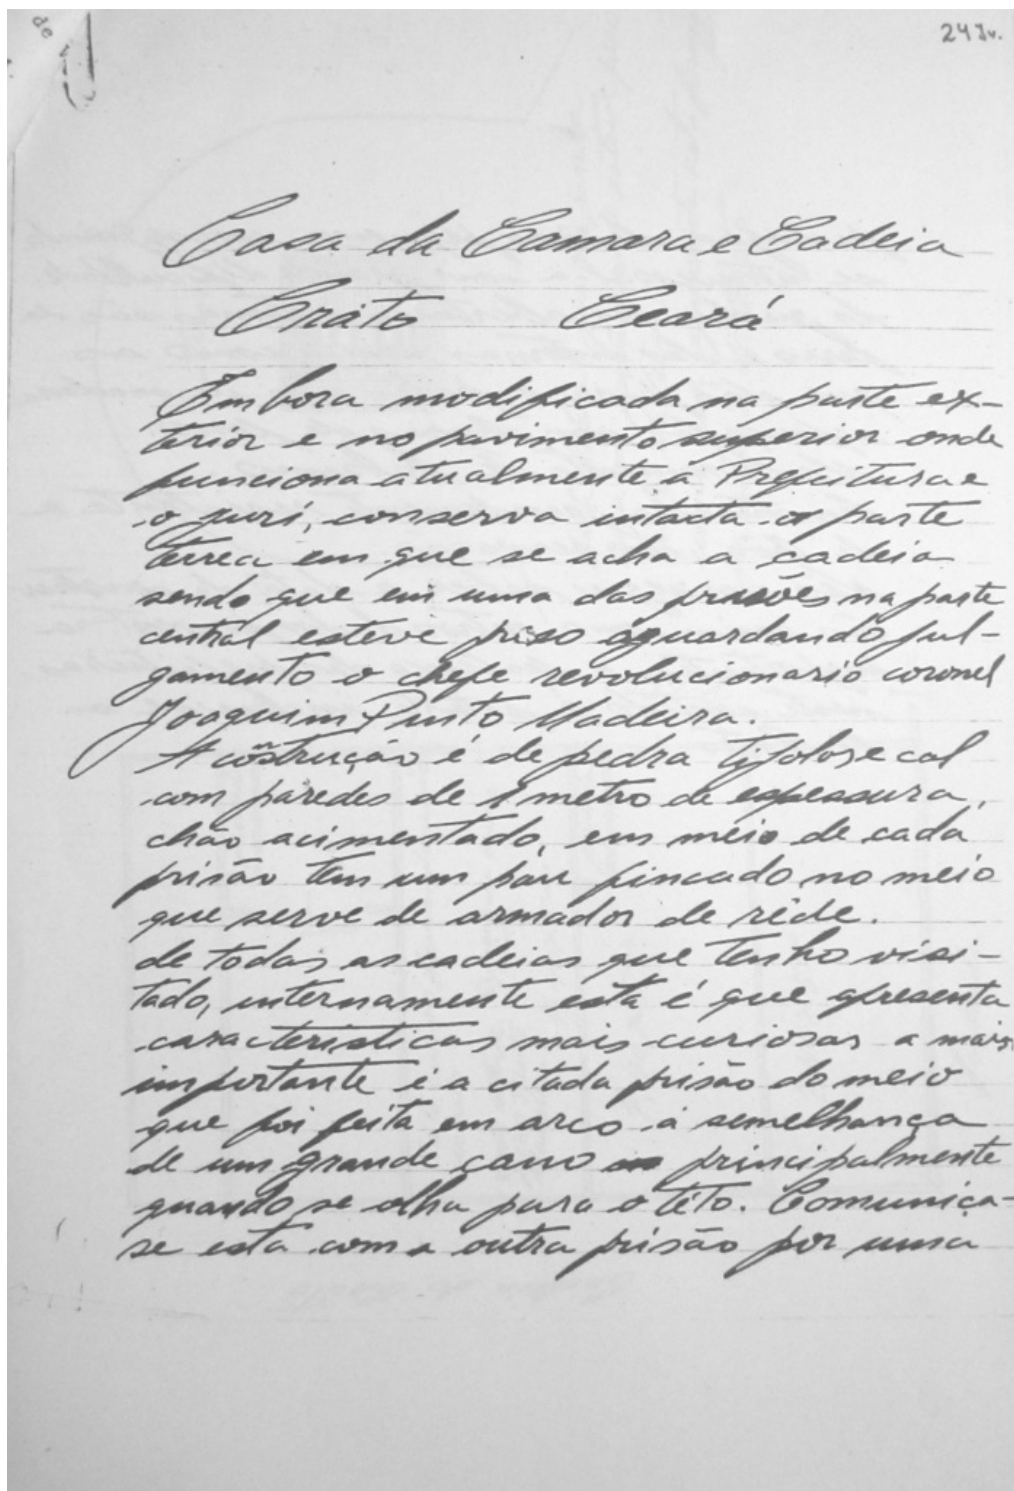 de
24 Jv.
Casa da Camara e Cadeia
Crato Ceará
Embora modificada na parte ex-
terior e no pavimento superior onde
funciona atualmente a Prefeitura e
o juri, conserva intacta a parte
terrea em que se acha a cadeia
sendo que em uma das prisões na parte
central esteve preso aguardando jul-
gamento o chefe revolucionario coronel
Joaquim Pinto Madeira.
A construção é de pedra tijolos e cal
com paredes de 1 metro de espessura,
chão acimentado, em meio de cada
prisão tem um pau fincado no meio
que serve de armador de rêde.
de todas as cadeias que tenho visi-
tado, internamente esta é que apresenta
caracteristicas mais curiosas a mais
importante é a citada prisão do meio
que foi feita em arco á semelhança
de um grande cano principalmente
quando se olha para o této. Comunica-
se esta com a outra prisão por uma